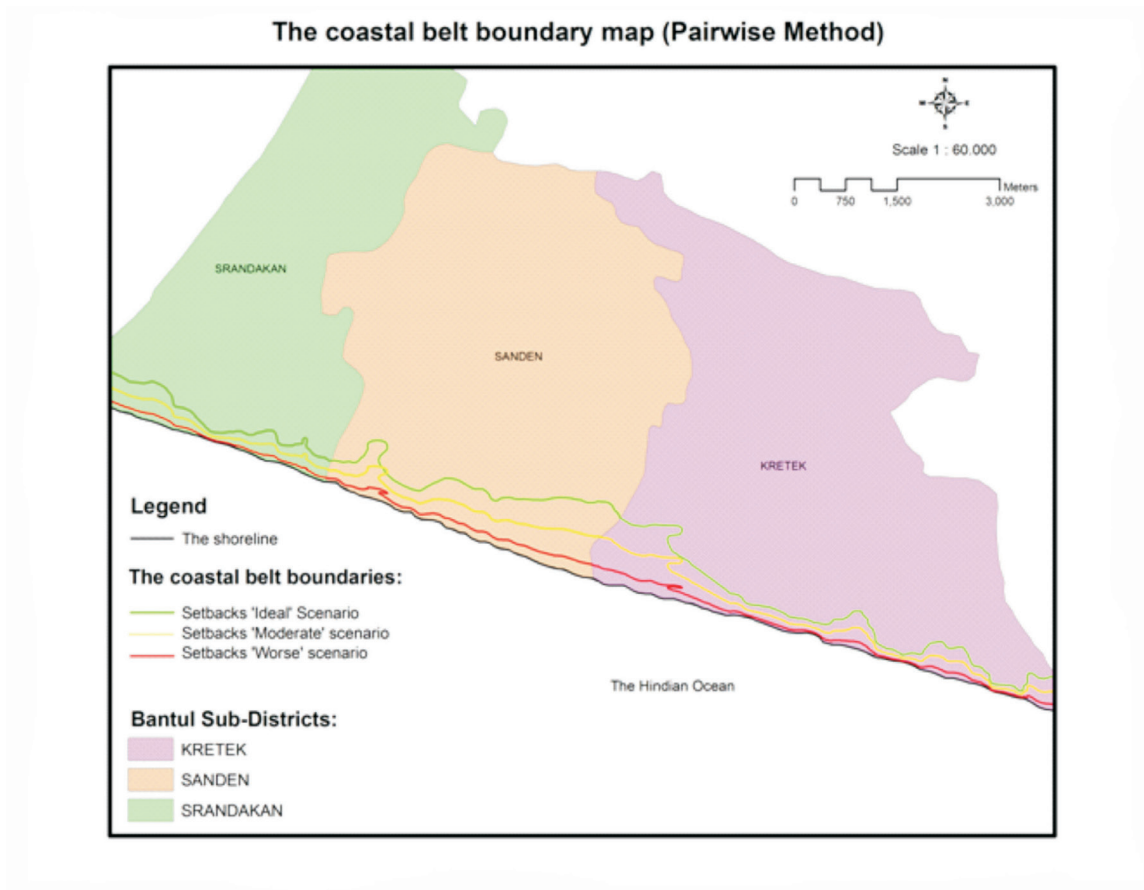 The coastal belt boundary map (Pairwise Method)
N
W E
S
Scale 1 : 60.000
Meters
0 750 1,500 3,000
SRANDAKAN
SANDEN
KRETEK
Legend
The shoreline
The coastal belt boundaries:
Setbacks 'Ideal' Scenario
Setbacks 'Moderate' scenario
Setbacks 'Worse' scenario
The Hindian Ocean
Bantul Sub-Districts:
KRETEK
SANDEN
SRANDAKAN